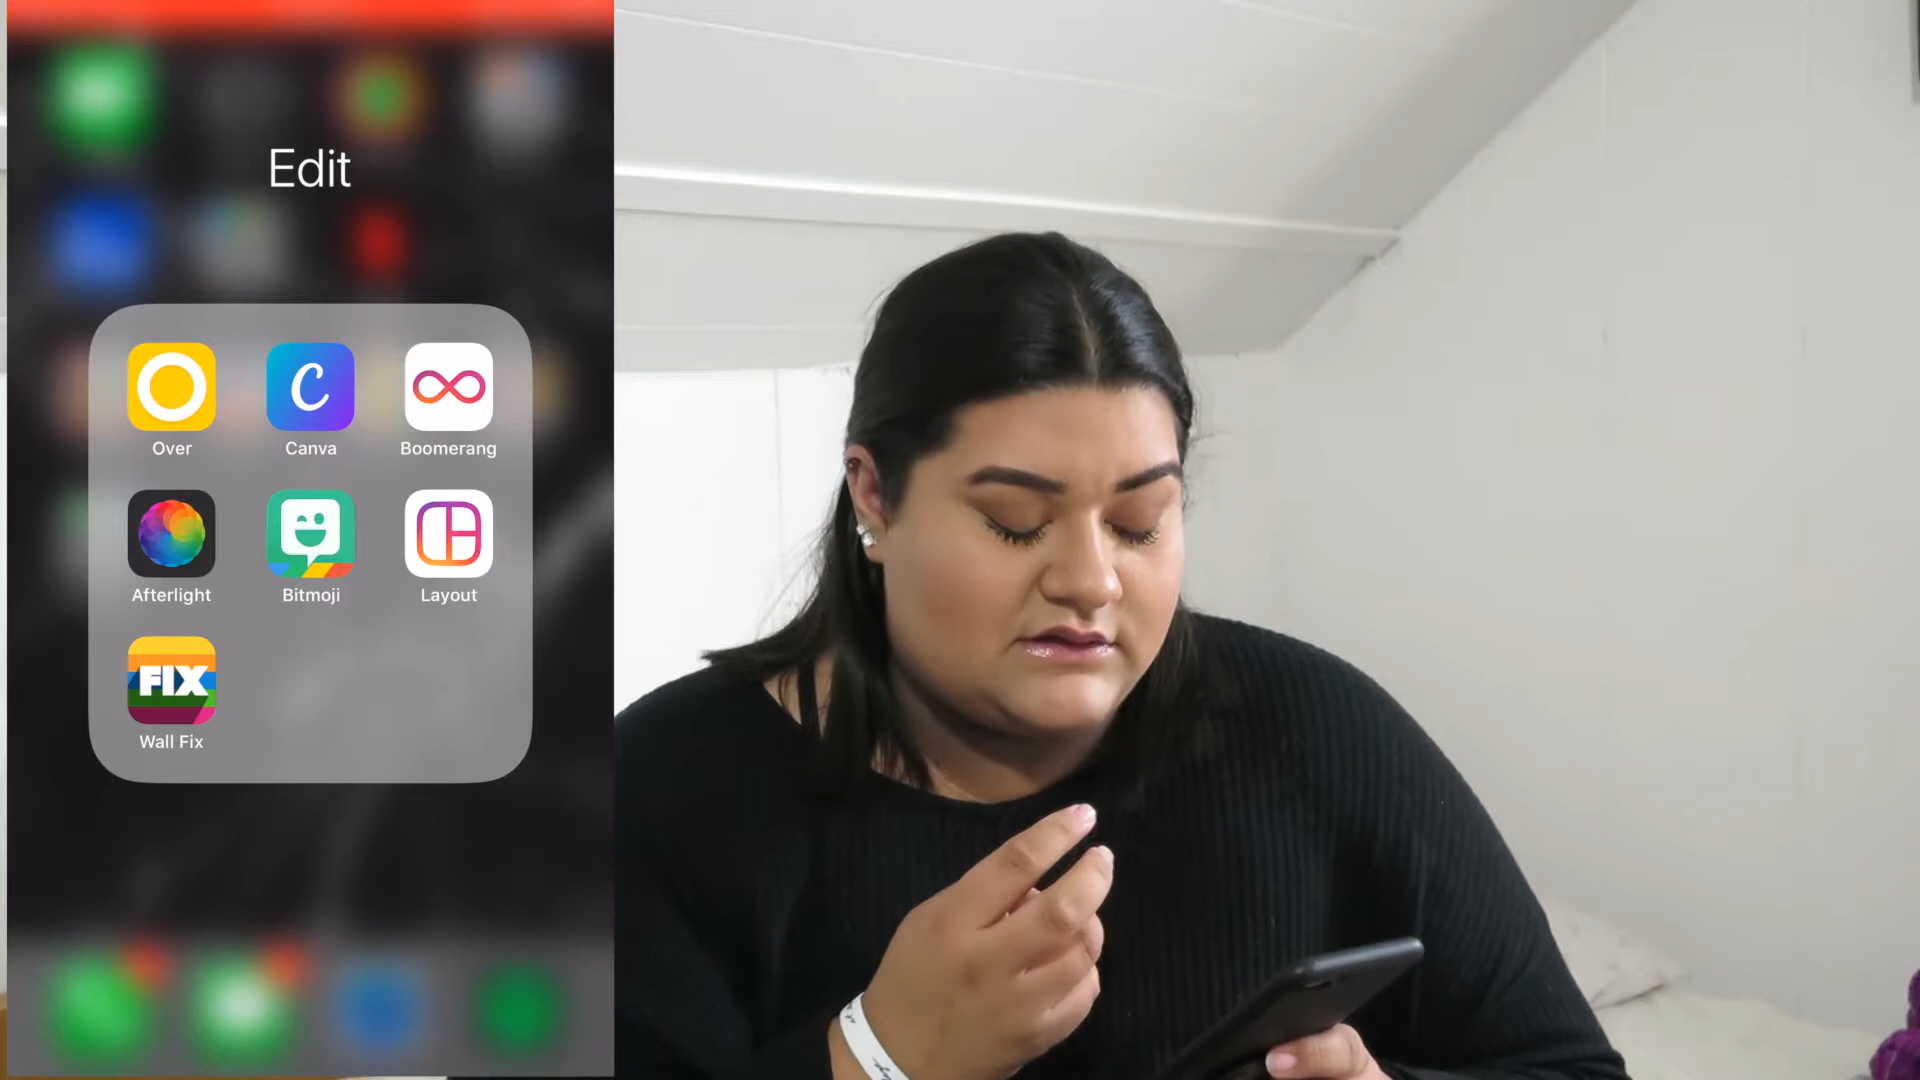 Edit
Over
Canva
Boomerang
Afterlight
Bitmoji
Layout
FIX
Wall Fix